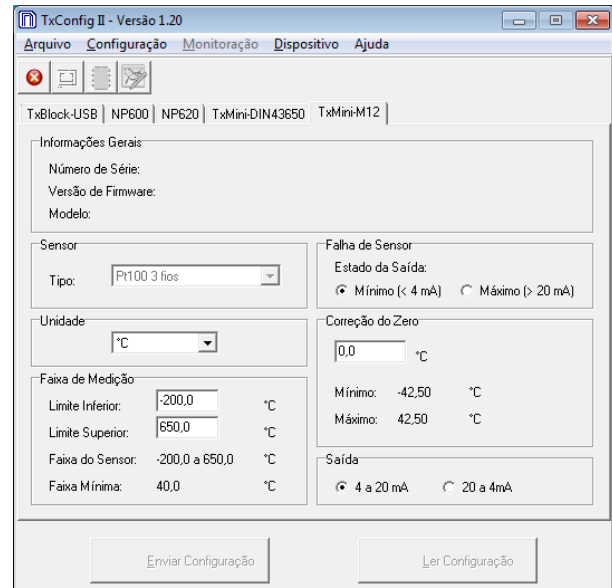 TxConfig II - Versão 1.20
Arquivo Configuração Monitoração Dispositivo Ajuda
TxBlock-USB NP600 NP620 TxMini-DIN43650 TxMini-M12
Informações Gerais
Número de Série:
Versão de Firmware:
Modelo:
Sensor
Tipo: Pt100 3 fios
Falha de Sensor
Estado da Saída:
Mínimo (< 4 mA) Máximo (> 20 mA)
Unidade
°C
Correção do Zero
0,0 °C
Mínimo: -42,50 °C
Máximo: 42,50 °C
Faixa de Medição
Limite Inferior: -200,0 °C
Limite Superior: 650,0 °C
Faixa do Sensor: -200,0 a 650,0 °C
Faixa Mínima: 40,0 °C
Saída
4 a 20 mA 20 a 4mA
Enviar Configuração Ler Configuração